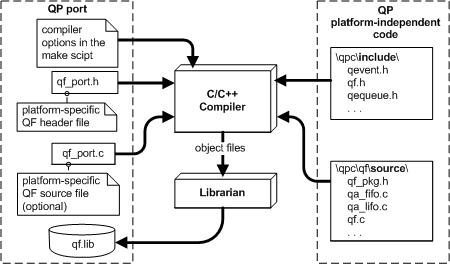 QP port
compiler
options in the
make scipt
qf_port.h
platform-specific
QF header file
qf_port.c
platform-specific
QF source file
(optional)
qf.lib
C/C++
Compiler
object files
Librarian
QP
platform-independent
code
\qpc\include\
qevent.h
qf.h
qequeue.h
. . .
\qpc\qf\source\
qf_pkg.h
qa_fifo.c
qa_lifo.c
qf.c
. . .